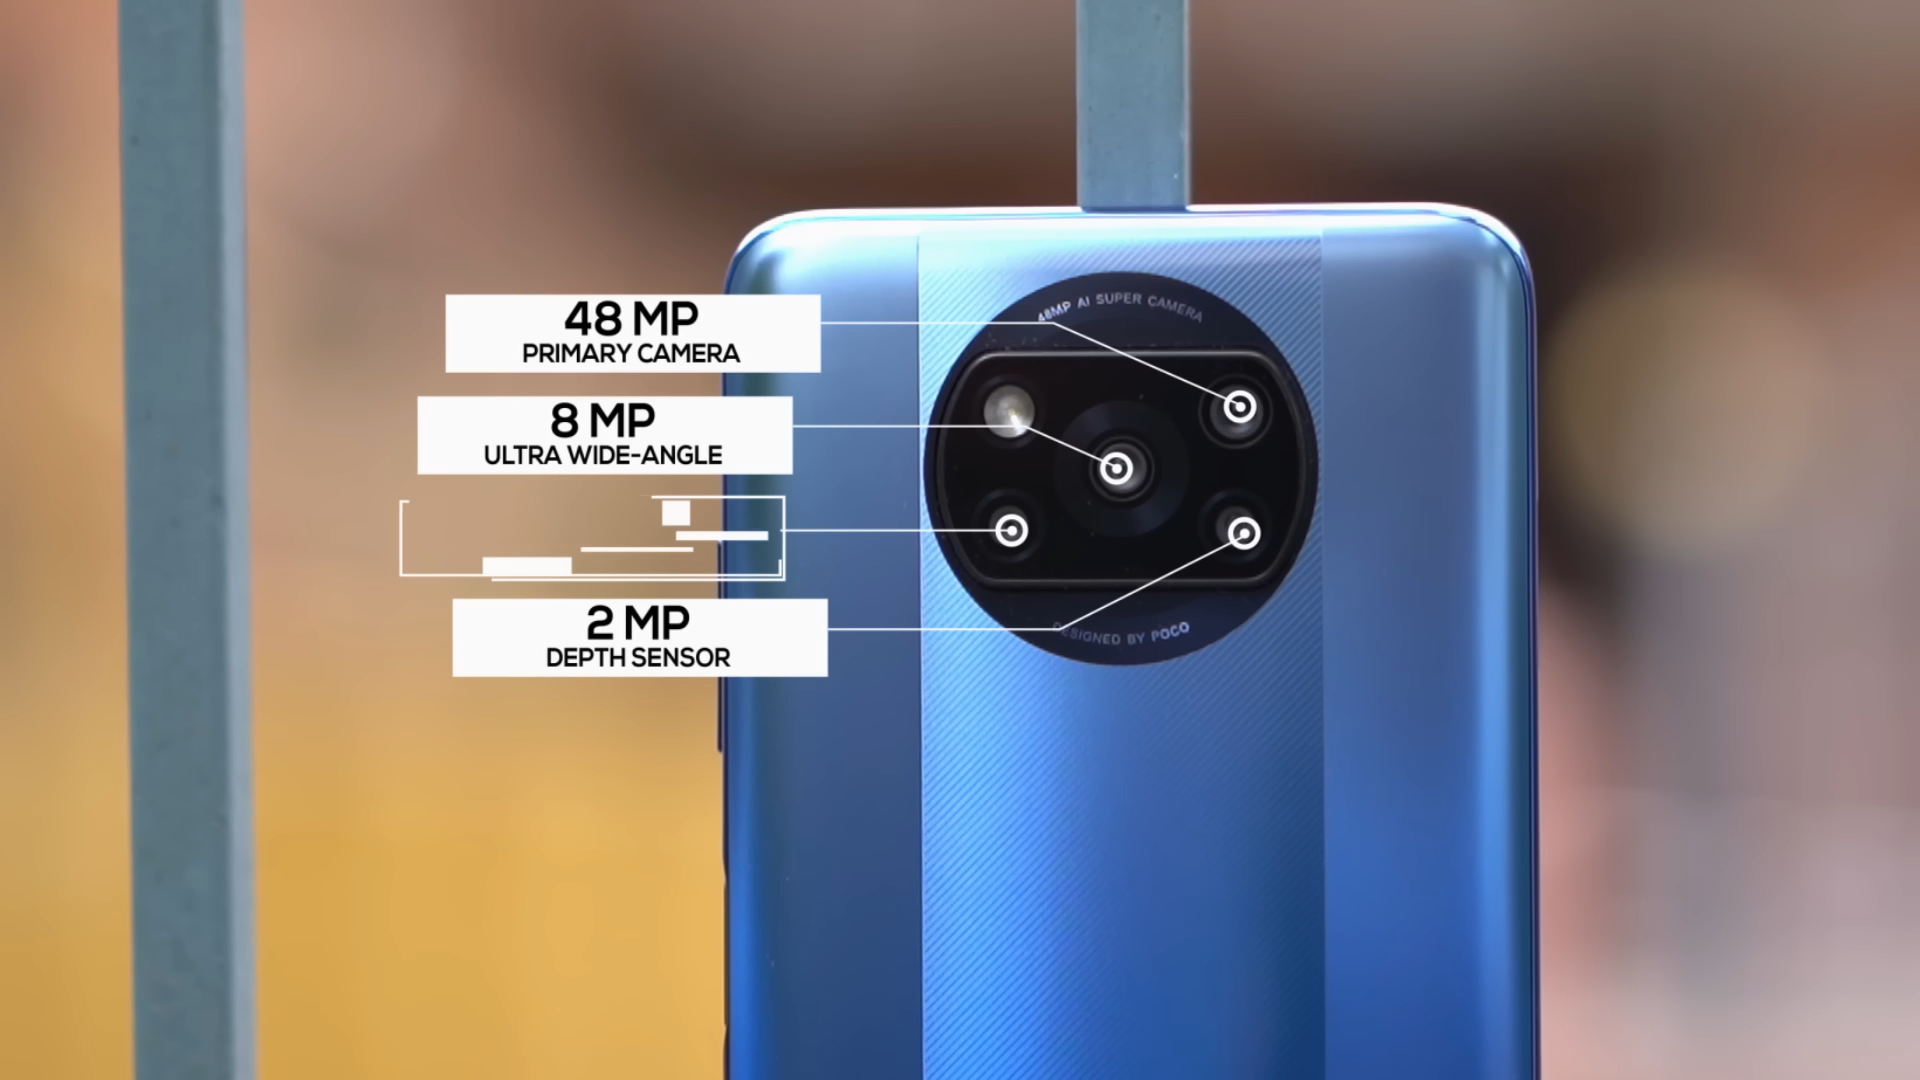 48MP AI SUPER CAMERA
48 MP
PRIMARY CAMERA
8 MP
ULTRA WIDE-ANGLE
2 MP
DEPTH SENSOR
DESIGNED BY POCO